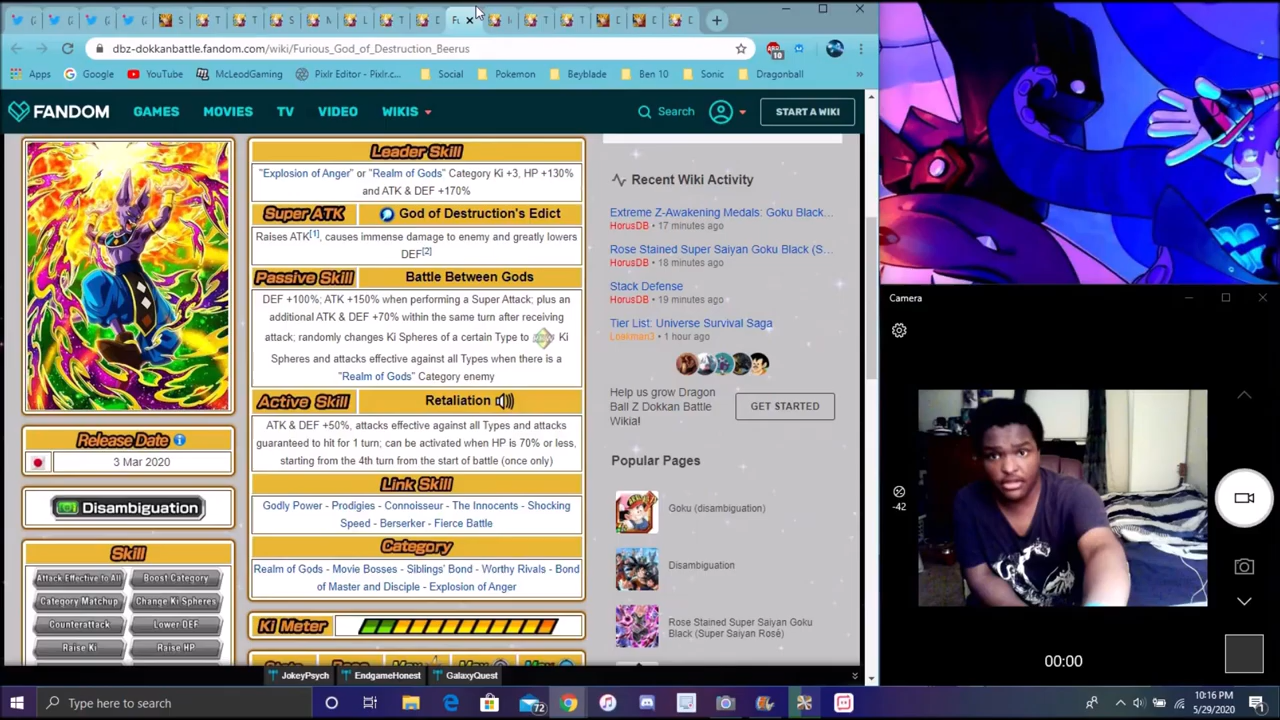 dbz-dokkanbattle.fandom.com/wiki/Furious_God_of_Destruction_Beerus
10
Apps Google YouTube McLeodGaming Pixlr Editor - Pixlr.c... Social Pokemon Beyblade Ben 10 Sonic Dragonball »
FANDOM GAMES MOVIES TV VIDEO WIKIS Search START A WIKI
Leader Skill
"Explosion of Anger" or "Realm of Gods" Category Ki +3, HP +130%
and ATK & DEF +170%
Super ATK God of Destruction's Edict
Raises ATK[1], causes immense damage to enemy and greatly lowers
DEF[2]
Passive Skill Battle Between Gods
DEF +100%; ATK +150% when performing a Super Attack; plus an
additional ATK & DEF +70% within the same turn after receiving
attack; randomly changes Ki Spheres of a certain Type to Ki
Spheres and attacks effective against all Types when there is a
"Realm of Gods" Category enemy
Active Skill Retaliation
ATK & DEF +50%, attacks effective against all Types and attacks
guaranteed to hit for 1 turn; can be activated when HP is 70% or less,
starting from the 4th turn from the start of battle (once only)
Link Skill
Godly Power - Prodigies - Connoisseur - The Innocents - Shocking
Speed - Berserker - Fierce Battle
Category
Realm of Gods - Movie Bosses - Siblings' Bond - Worthy Rivals - Bond
of Master and Disciple - Explosion of Anger
Ki Meter
Release Date
3 Mar 2020
Disambiguation
Skill
Attack Effective to All Boost Category
Category Matchup Change Ki Spheres
Counterattack Lower DEF
Raise Ki Raise HP
Recent Wiki Activity
Extreme Z-Awakening Medals: Goku Black...
HorusDB • 17 minutes ago
Rose Stained Super Saiyan Goku Black (S...
HorusDB • 18 minutes ago
Stack Defense
HorusDB • 19 minutes ago
Tier List: Universe Survival Saga
• 1 hour ago
Help us grow Dragon
Ball Z Dokkan Battle
Wikia!
GET STARTED
Popular Pages
Goku (disambiguation)
Disambiguation
Rose Stained Super Saiyan Goku
Black (Super Saiyan Rosé)
JokeyPsych EndgameHonest GalaxyQuest
Camera
-42
00:00
Type here to search
72
10:16 PM
5/29/2020